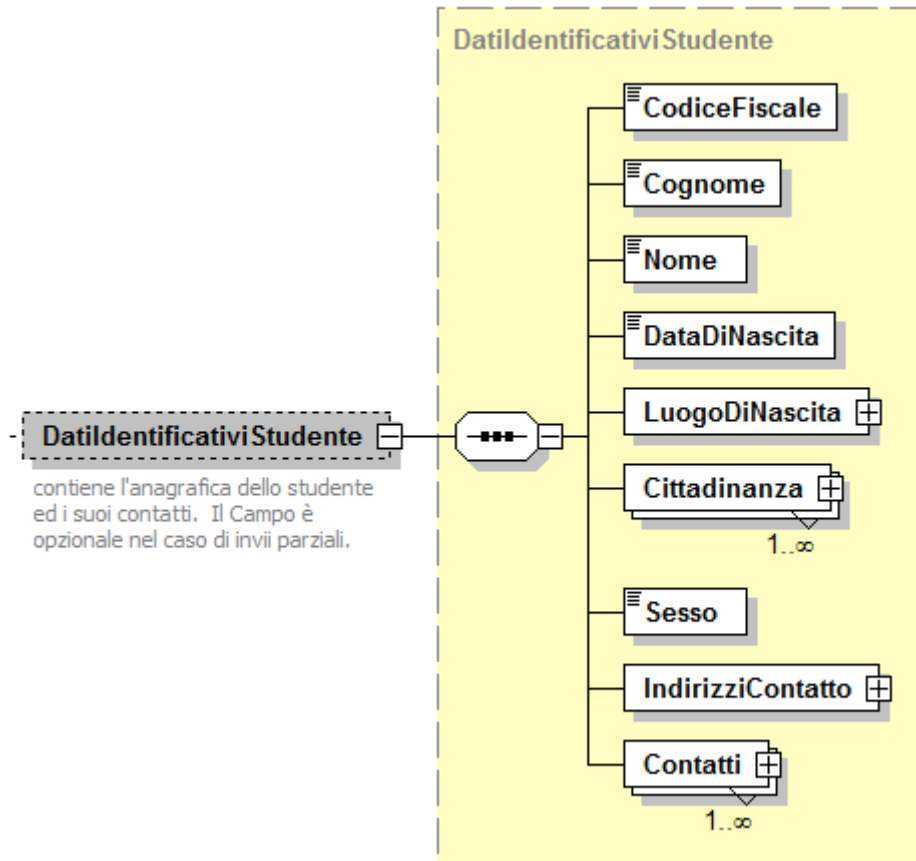 DatiIdentificativiStudente
CodiceFiscale
Cognome
Nome
DataDiNascita
LuogoDiNascita
DatiIdentificativiStudente
contiene l'anagrafica dello studente
ed i suoi contatti.  Il Campo è
opzionale nel caso di invii parziali.
Cittadinanza
1..∞
Sesso
IndirizziContatto
Contatti
1..∞